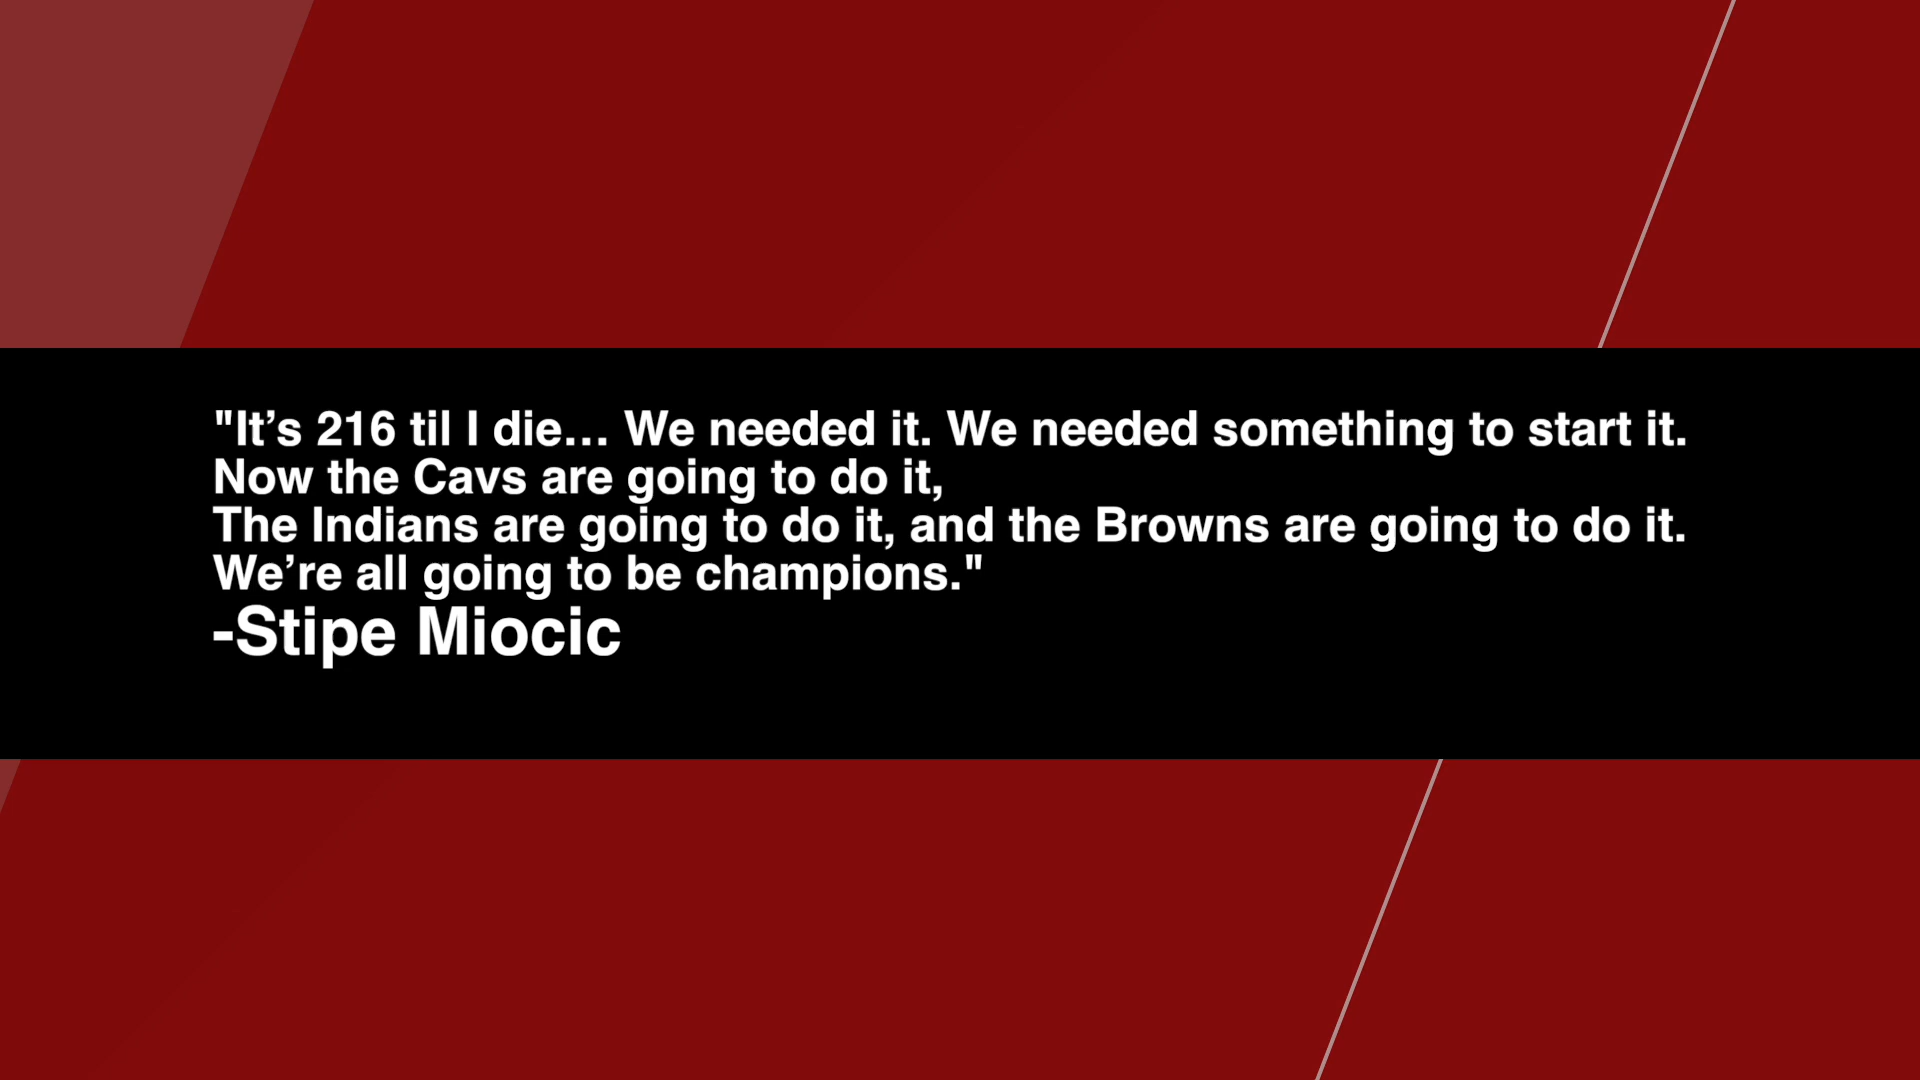 "It’s 216 til I die… We needed it. We needed something to start it.
Now the Cavs are going to do it,
The Indians are going to do it, and the Browns are going to do it.
We’re all going to be champions."
-Stipe Miocic